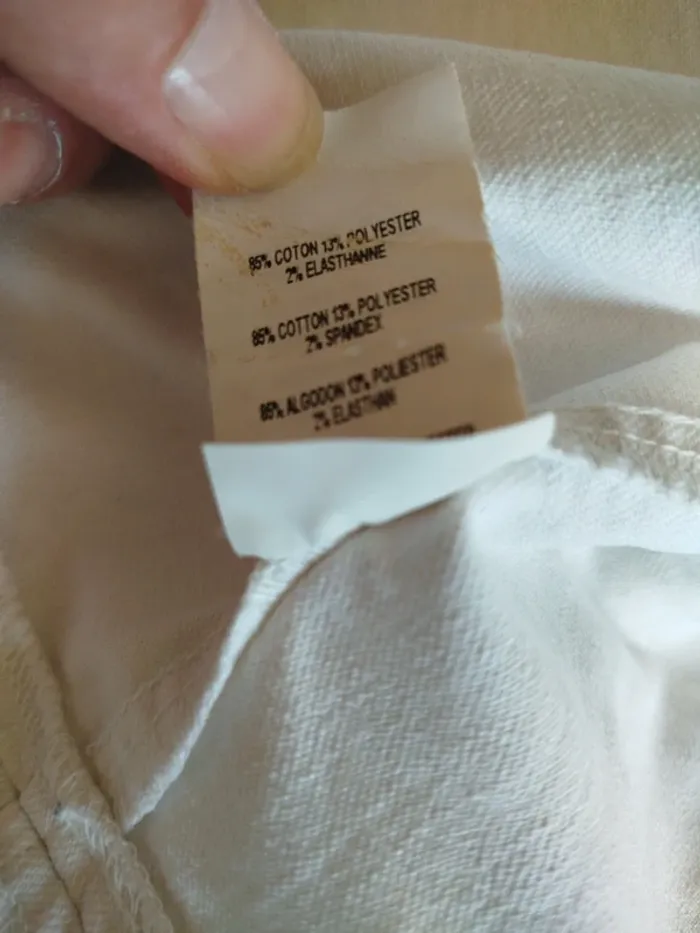 85% COTON 13% POLYESTER
2% ELASTHANNE
85% COTTON 13% POLYESTER
2% SPANDEX
85% ALGODON 13% POLIESTER
2% ELASTHAN